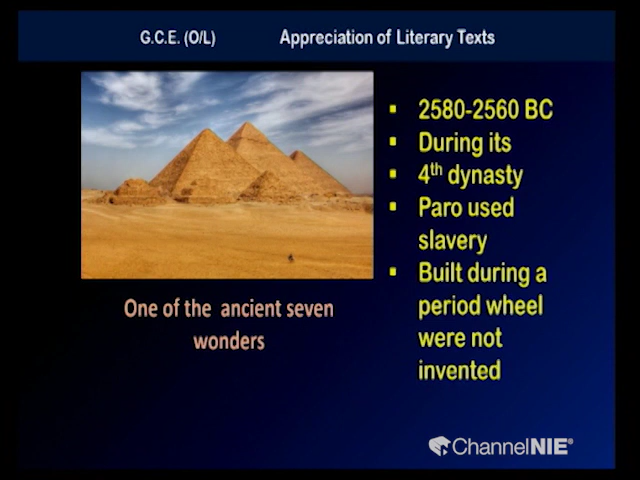 G.C.E. (O/L) Appreciation of Literary Texts
▪ 2580-2560 BC
▪ During its
▪ 4th dynasty
▪ Paro used
slavery
▪ Built during a
period wheel
were not
invented
One of the ancient seven
wonders
ChannelNIE®